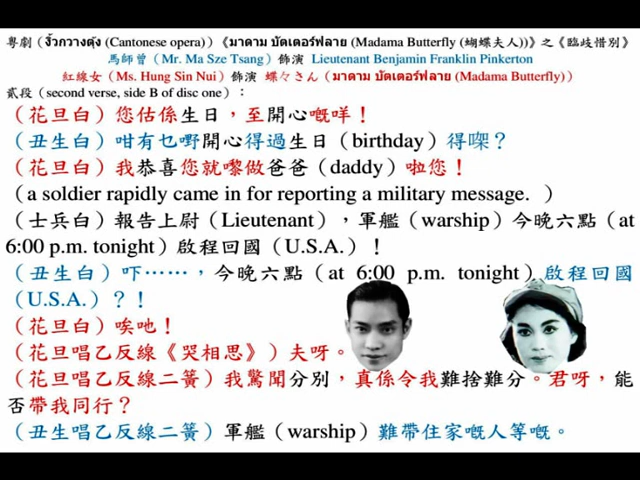 粵劇（งิ้วกวางตุ้ง (Cantonese opera)）《มาดาม บัตเตอร์ฟลาย (Madama Butterfly (蝴蝶夫人))》之《臨歧惜別》
馬師曾（Mr. Ma Sze Tsang）飾演 Lieutenant Benjamin Franklin Pinkerton
紅線女（Ms. Hung Sin Nui）飾演 蝶々さん（มาดาม บัตเตอร์ฟลาย (Madama Butterfly)）
貳段（second verse, side B of disc one）：
（花旦白）您估係生日，至開心嘅咩！
（丑生白）咁有乜嘢開心得過生日（birthday）得㗎？
（花旦白）我恭喜您就嚟做爸爸（daddy）啦您！
（a soldier rapidly came in for reporting a military message. ）
（士兵白）報告上尉（Lieutenant），軍艦（warship）今晚六點（at
6:00 p.m. tonight）啟程回國（U.S.A.）！
（丑生白）吓……，今晚六點（at 6:00 p.m. tonight）啟程回國
（U.S.A.）？！
（花旦白）唉吔！
（花旦唱乙反線《哭相思》）夫呀。
（花旦唱乙反線二簧）我驚聞分別，真係令我難捨難分。君呀，能
否帶我同行？
（丑生唱乙反線二簧）軍艦（warship）難帶住家嘅人等嘅。